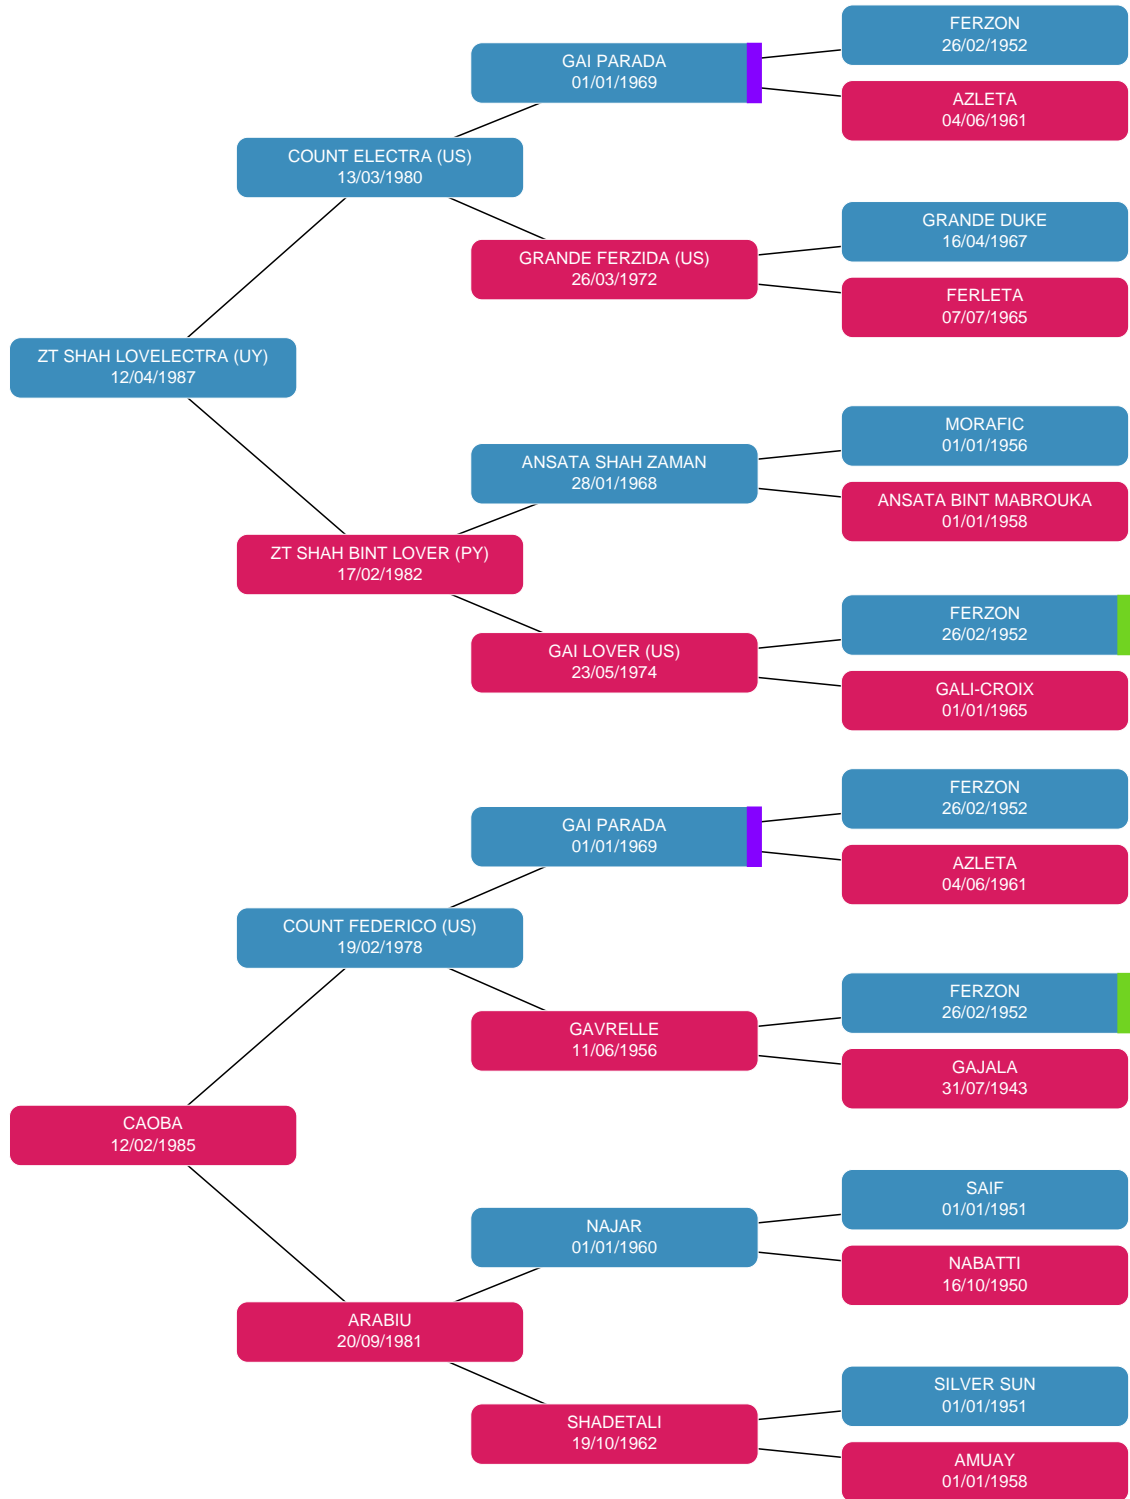 FERZON
26/02/1952
GAI PARADA
01/01/1969
AZLETA
04/06/1961
COUNT ELECTRA (US)
13/03/1980
GRANDE DUKE
16/04/1967
GRANDE FERZIDA (US)
26/03/1972
FERLETA
07/07/1965
ZT SHAH LOVELECTRA (UY)
12/04/1987
MORAFIC
01/01/1956
ANSATA SHAH ZAMAN
28/01/1968
ANSATA BINT MABROUKA
01/01/1958
ZT SHAH BINT LOVER (PY)
17/02/1982
FERZON
26/02/1952
GAI LOVER (US)
23/05/1974
GALI-CROIX
01/01/1965
FERZON
26/02/1952
GAI PARADA
01/01/1969
AZLETA
04/06/1961
COUNT FEDERICO (US)
19/02/1978
FERZON
26/02/1952
GAVRELLE
11/06/1956
GAJALA
31/07/1943
CAOBA
12/02/1985
SAIF
01/01/1951
NAJAR
01/01/1960
NABATTI
16/10/1950
ARABIU
20/09/1981
SILVER SUN
01/01/1951
SHADETALI
19/10/1962
AMUAY
01/01/1958